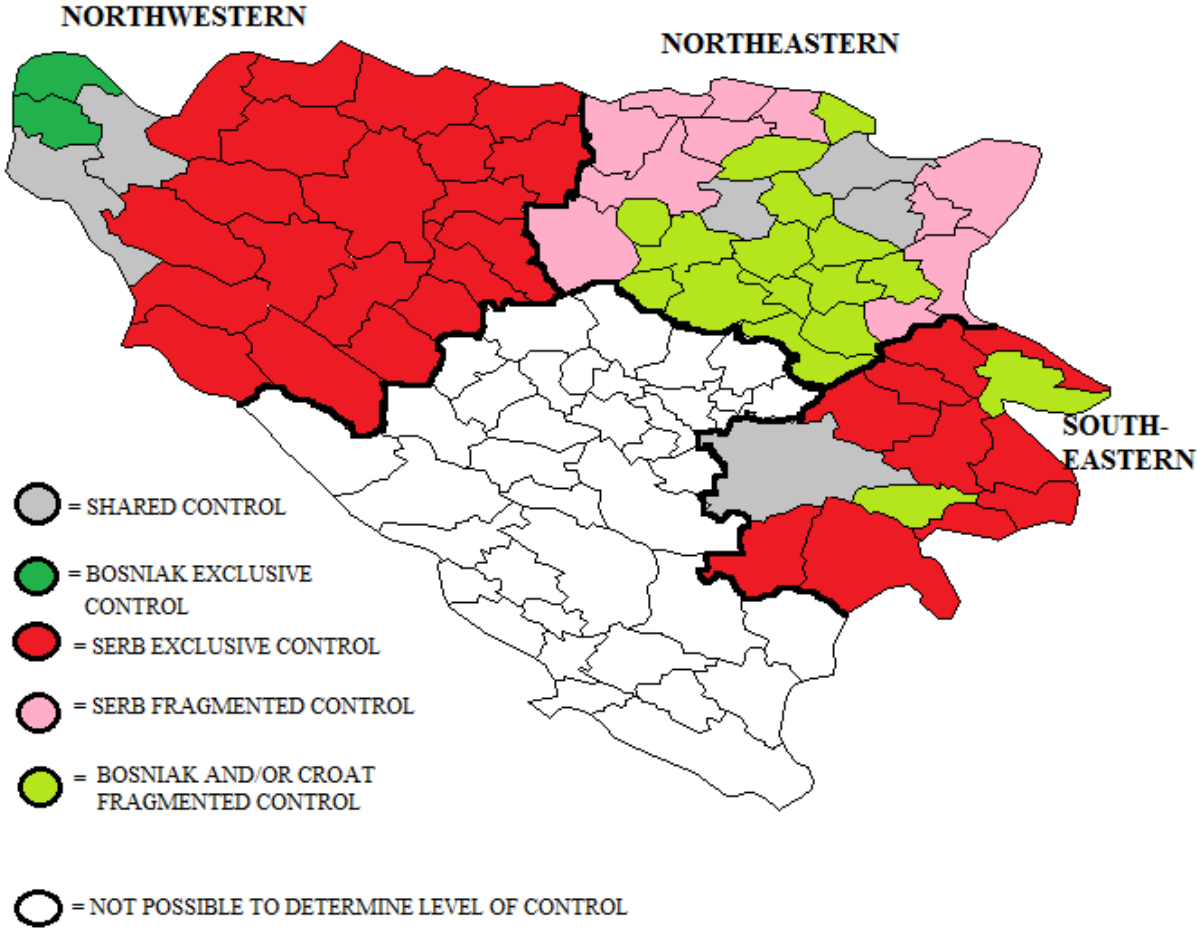 NORTHWESTERN
NORTHEASTERN
SOUTH-
EASTERN
= SHARED CONTROL
= BOSNIAK EXCLUSIVE
CONTROL
= SERB EXCLUSIVE CONTROL
= SERB FRAGMENTED CONTROL
= BOSNIAK AND/OR CROAT
FRAGMENTED CONTROL
= NOT POSSIBLE TO DETERMINE LEVEL OF CONTROL